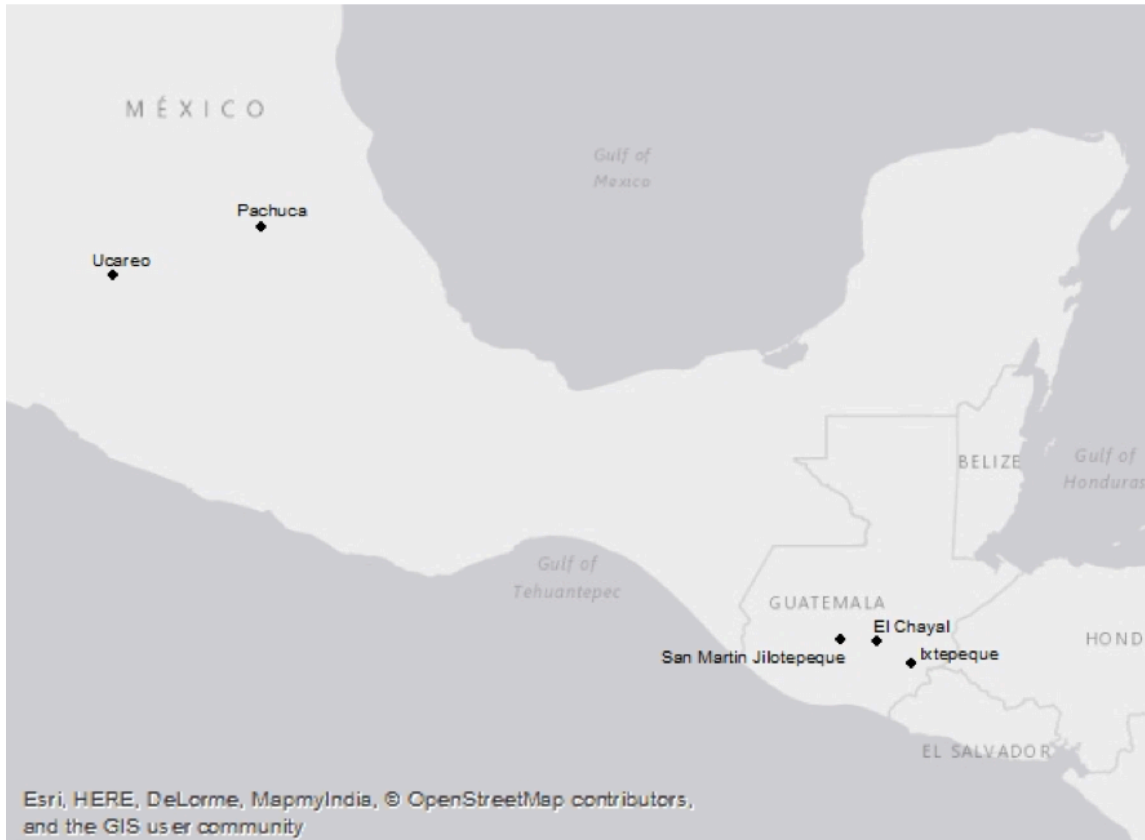 MÉXICO
Gulf of
Mexico
Pachuca
Ucareo
BELIZE
Gulf of
Honduras
Gulf of
Tehuantepec
GUATEMALA
El Chayal
San Martin Jilotepeque
Ixtepeque
HOND
EL SALVADOR
Esri, HERE, DeLorme, MapmyIndia, © OpenStreetMap contributors,
and the GIS user community